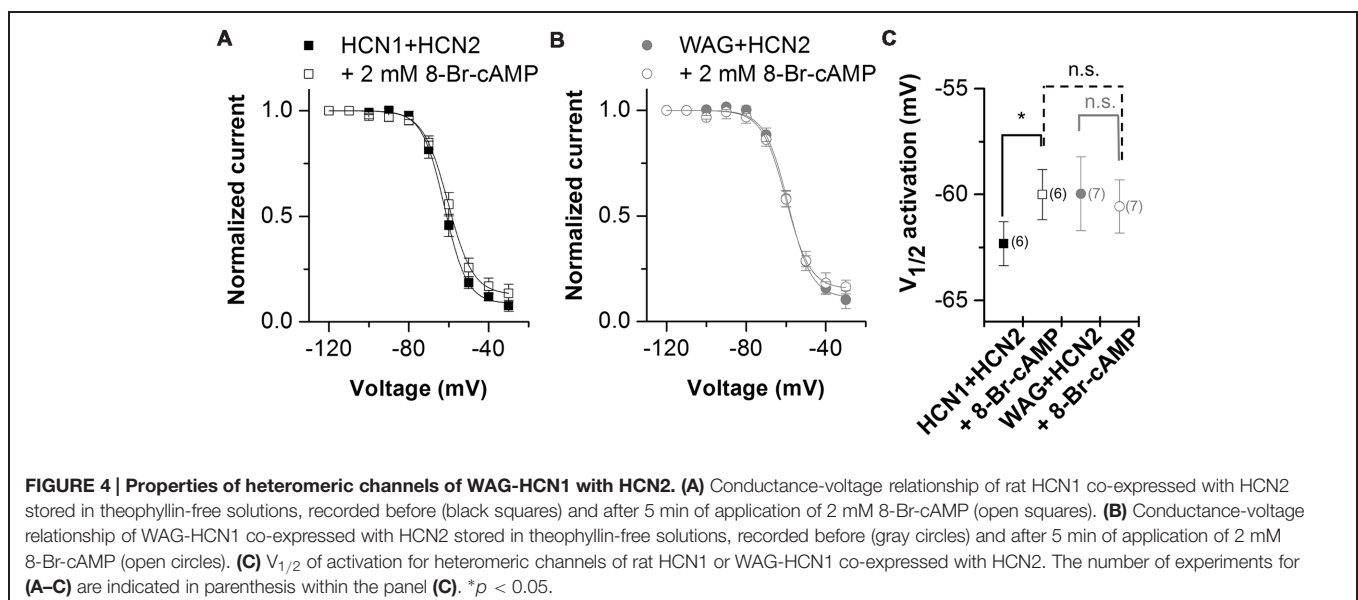 A
HCN1+HCN2
+ 2 mM 8-Br-cAMP
Normalized current
1.0
0.5
0.0
-120
-80
-40
Voltage (mV)
B
WAG+HCN2
+ 2 mM 8-Br-cAMP
Normalized current
1.0
0.5
0.0
-120
-80
-40
Voltage (mV)
C
n.s.
n.s.
*
V1/2 activation (mV)
-55
-60
-65
(6)
(6)
(7)
(7)
HCN1+HCN2
+ 8-Br-cAMP
WAG+HCN2
+ 8-Br-cAMP
FIGURE 4 | Properties of heteromeric channels of WAG-HCN1 with HCN2. (A) Conductance-voltage relationship of rat HCN1 co-expressed with HCN2
stored in theophyllin-free solutions, recorded before (black squares) and after 5 min of application of 2 mM 8-Br-cAMP (open squares). (B) Conductance-voltage
relationship of WAG-HCN1 co-expressed with HCN2 stored in theophyllin-free solutions, recorded before (gray circles) and after 5 min of application of 2 mM
8-Br-cAMP (open circles). (C) V1/2 of activation for heteromeric channels of rat HCN1 or WAG-HCN1 co-expressed with HCN2. The number of experiments for
(A–C) are indicated in parenthesis within the panel (C). *p < 0.05.